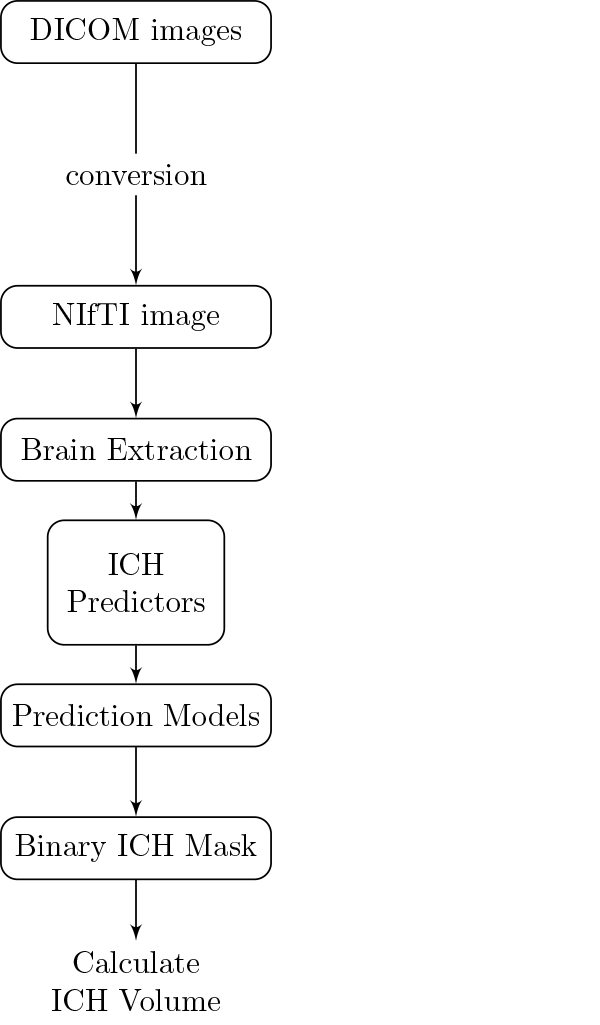 DICOM images
conversion
NIfTI image
Brain Extraction
ICH
Predictors
Prediction Models
Binary ICH Mask
Calculate
ICH Volume